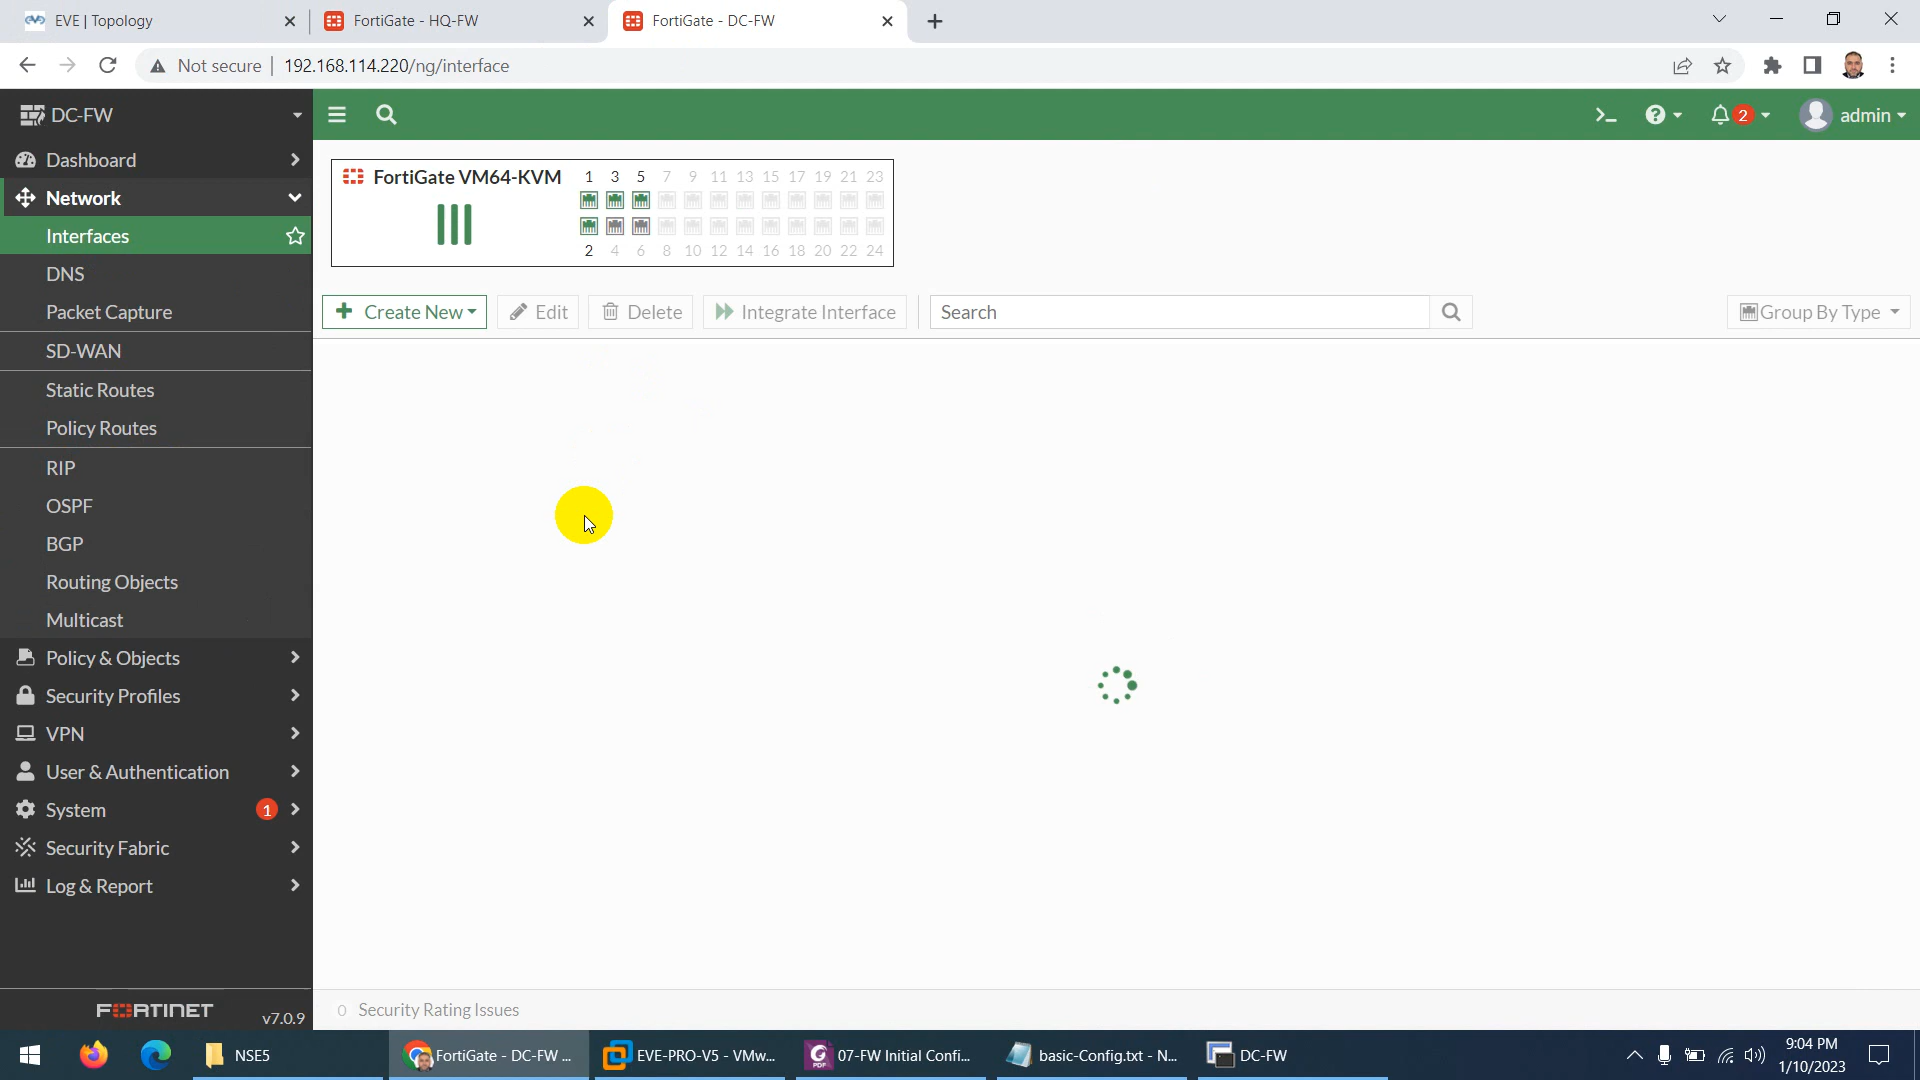 EVE | Topology
FortiGate - HQ-FW
FortiGate - DC-FW
Not secure
192.168.114.220/ng/interface
DC-FW
2
admin
Dashboard
Network
Interfaces
DNS
Packet Capture
SD-WAN
Static Routes
Policy Routes
RIP
OSPF
BGP
Routing Objects
Multicast
Policy & Objects
Security Profiles
VPN
User & Authentication
System
1
Security Fabric
Log & Report
FORTINET
v7.0.9
FortiGate VM64-KVM
1 3 5 7 9 11 13 15 17 19 21 23
2 4 6 8 10 12 14 16 18 20 22 24
Create New
Edit
Delete
Integrate Interface
Search
Group By Type
0 Security Rating Issues
NSE5
FortiGate - DC-FW ...
EVE-PRO-V5 - VMw...
07-FW Initial Confi...
basic-Config.txt - N...
DC-FW
9:04 PM
1/10/2023